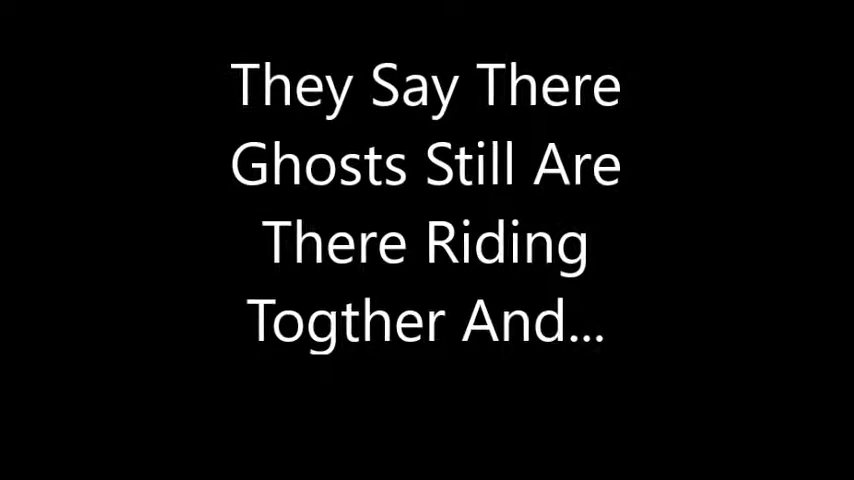 They Say There
Ghosts Still Are
There Riding
Togther And...